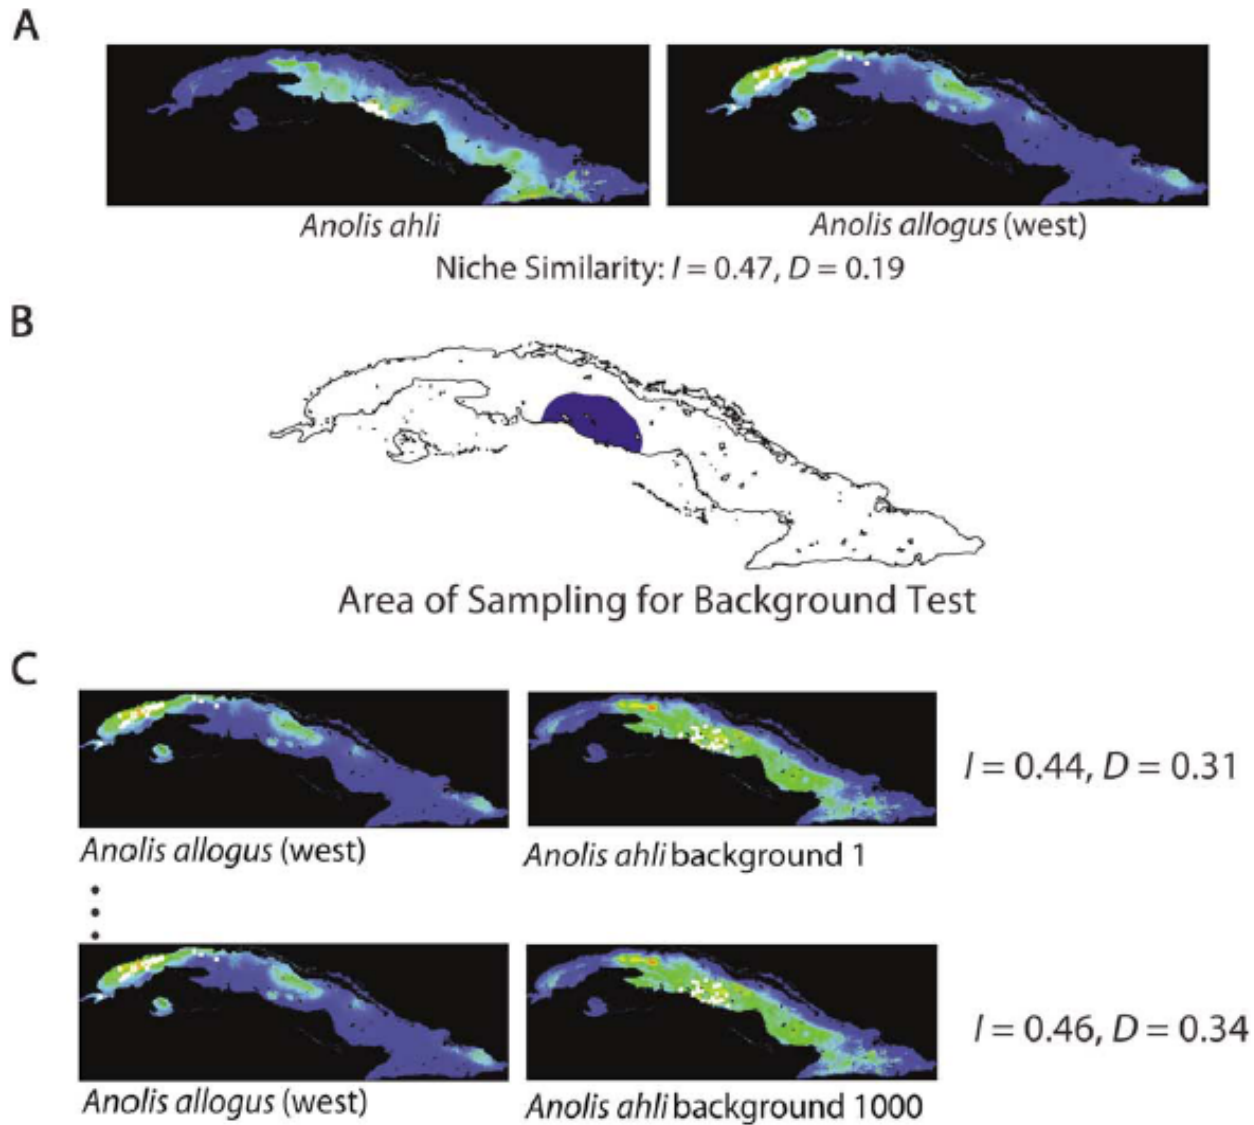 A
Anolis ahli
Anolis allogus (west)
Niche Similarity: I = 0.47, D = 0.19
B
Area of Sampling for Background Test
C
I = 0.44, D = 0.31
Anolis allogus (west)
Anolis ahli background 1
I = 0.46, D = 0.34
Anolis allogus (west)
Anolis ahli background 1000